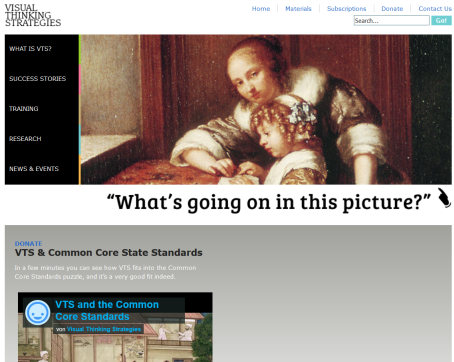 VISUAL
THINKING
STRATEGIES
Home
Materials
Subscriptions
Donate
Contact Us
Search...
Go!
WHAT IS VTS?
SUCCESS STORIES
TRAINING
RESEARCH
NEWS & EVENTS
“What’s going on in this picture?”
DONATE
VTS & Common Core State Standards
In a few minutes you can see how VTS fits into the Common
Core Standards puzzle, and it's a very good fit indeed.
VTS and the Common
Core Standards
von Visual Thinking Strategies